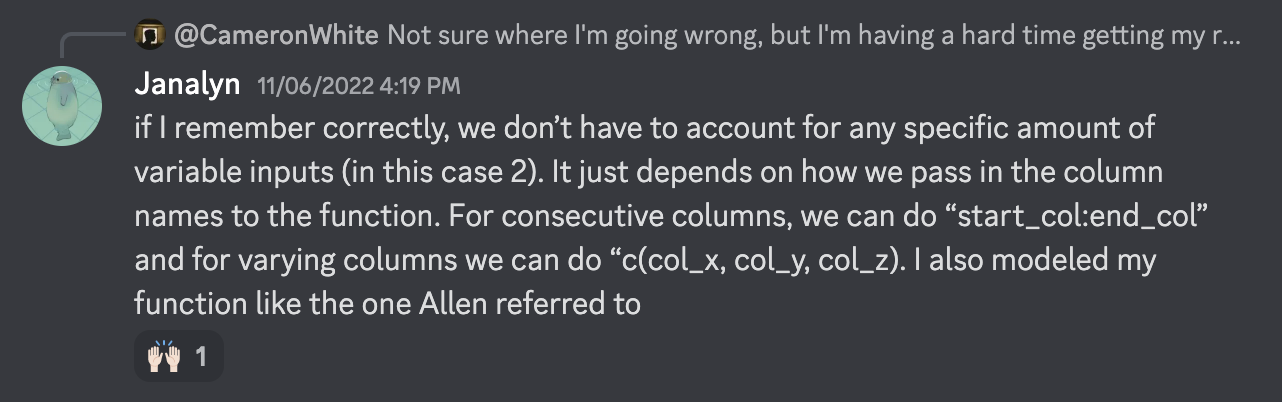 @CameronWhite Not sure where I'm going wrong, but I'm having a hard time getting my r...
Janalyn 11/06/2022 4:19 PM
if I remember correctly, we don’t have to account for any specific amount of
variable inputs (in this case 2). It just depends on how we pass in the column
names to the function. For consecutive columns, we can do “start_col:end_col”
and for varying columns we can do “c(col_x, col_y, col_z). I also modeled my
function like the one Allen referred to
1